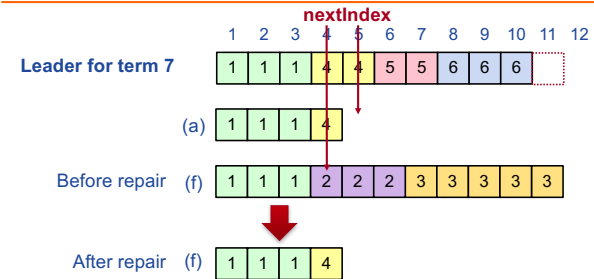 nextIndex
1 2 3 4 5 6 7 8 9 10 11 12
Leader for term 7 1 1 1 4 4 5 5 6 6 6
(a) 1 1 1 4
Before repair (f) 1 1 1 2 2 2 3 3 3 3 3
After repair (f) 1 1 1 4